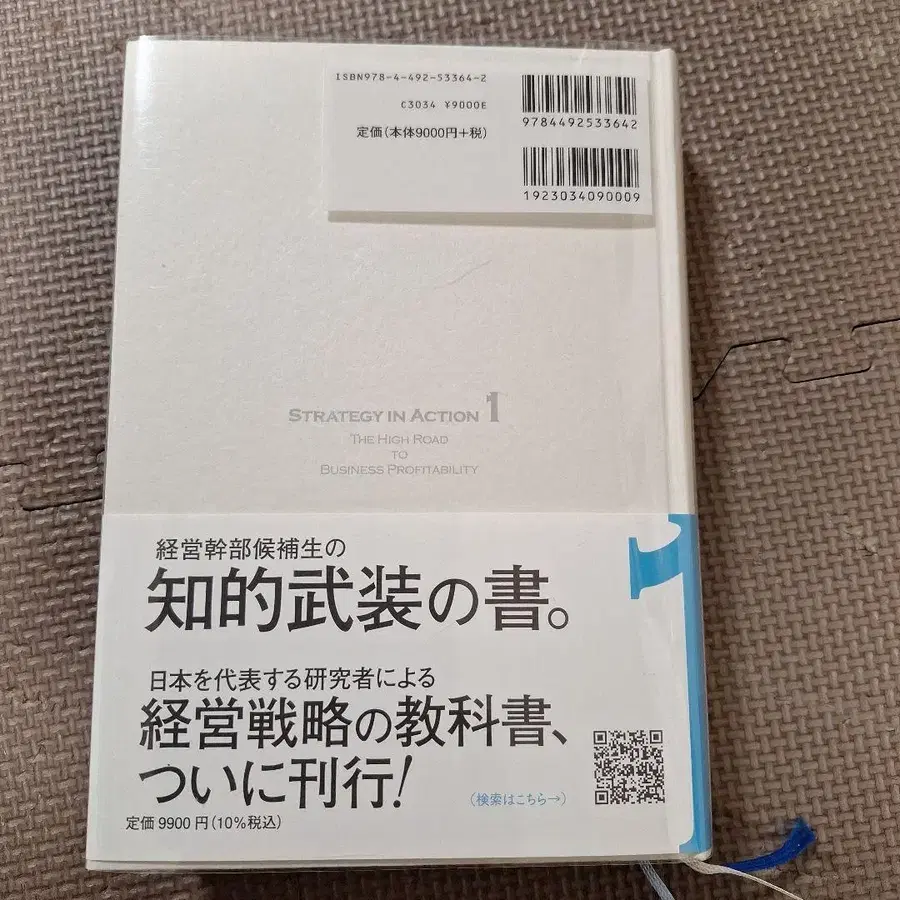 ISBN978-4-492-53364-2
C3034 ¥9000E
定価(本体9000円+税)
9784492533642
1923034090009
STRATEGY IN ACTION 1
THE HIGH ROAD
TO
BUSINESS PROFITABILITY
経営幹部候補生の
知的武装の書。
日本を代表する研究者による
経営戦略の教科書、
ついに刊行!
(検索はこちら→)
定価 9900 円(10%税込)
1